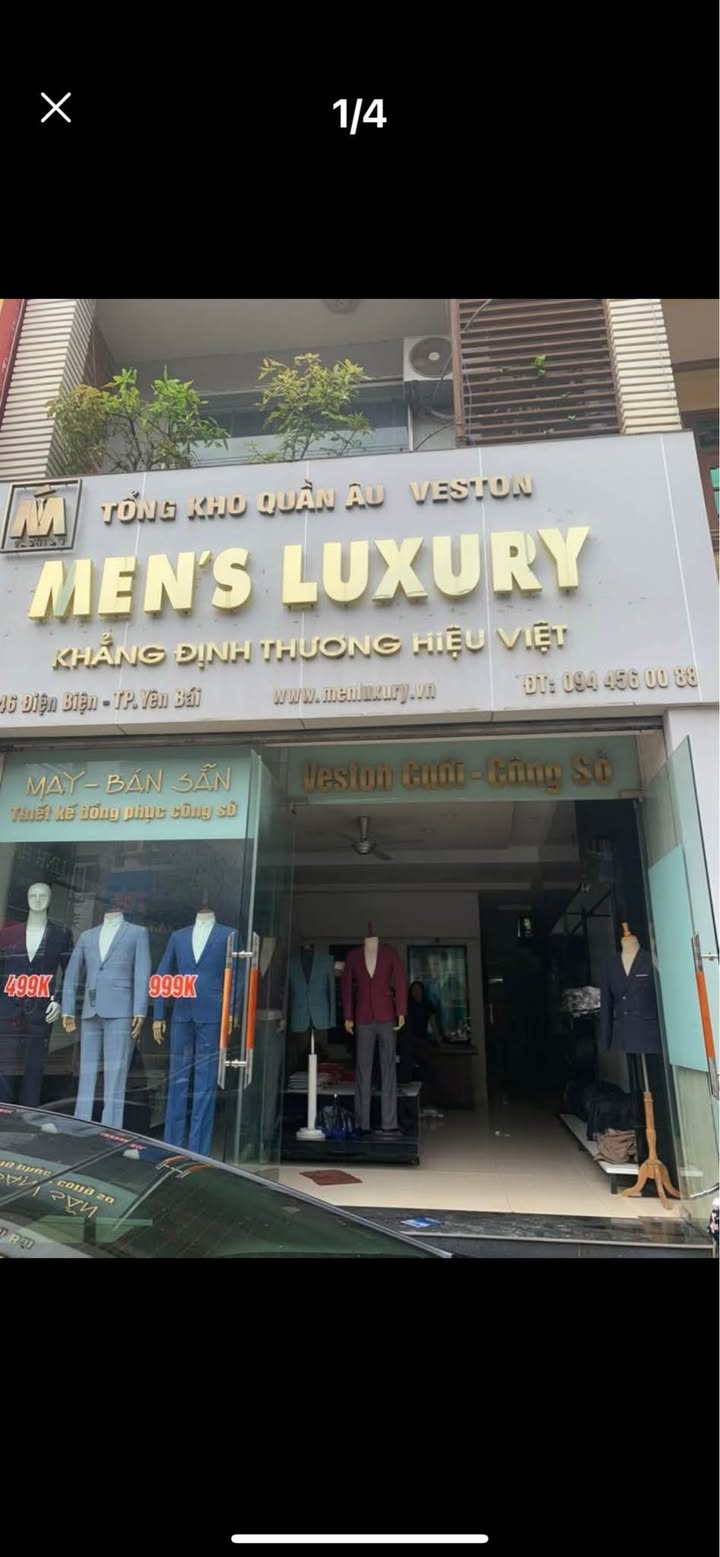 1/4
TỔNG KHO QUẦN ÂU VESTON
MEN'S LUXURY
KHẲNG ĐỊNH THƯƠNG HIỆU VIỆT
46 Điện Biện - TP. Yên Bái
www.menluxury.vn
ĐT: 094 456 00 88
MAY - BÁN SẴN
Thiết kế đồng phục công sở
Veston Cưới - Công Sở
499K
999K